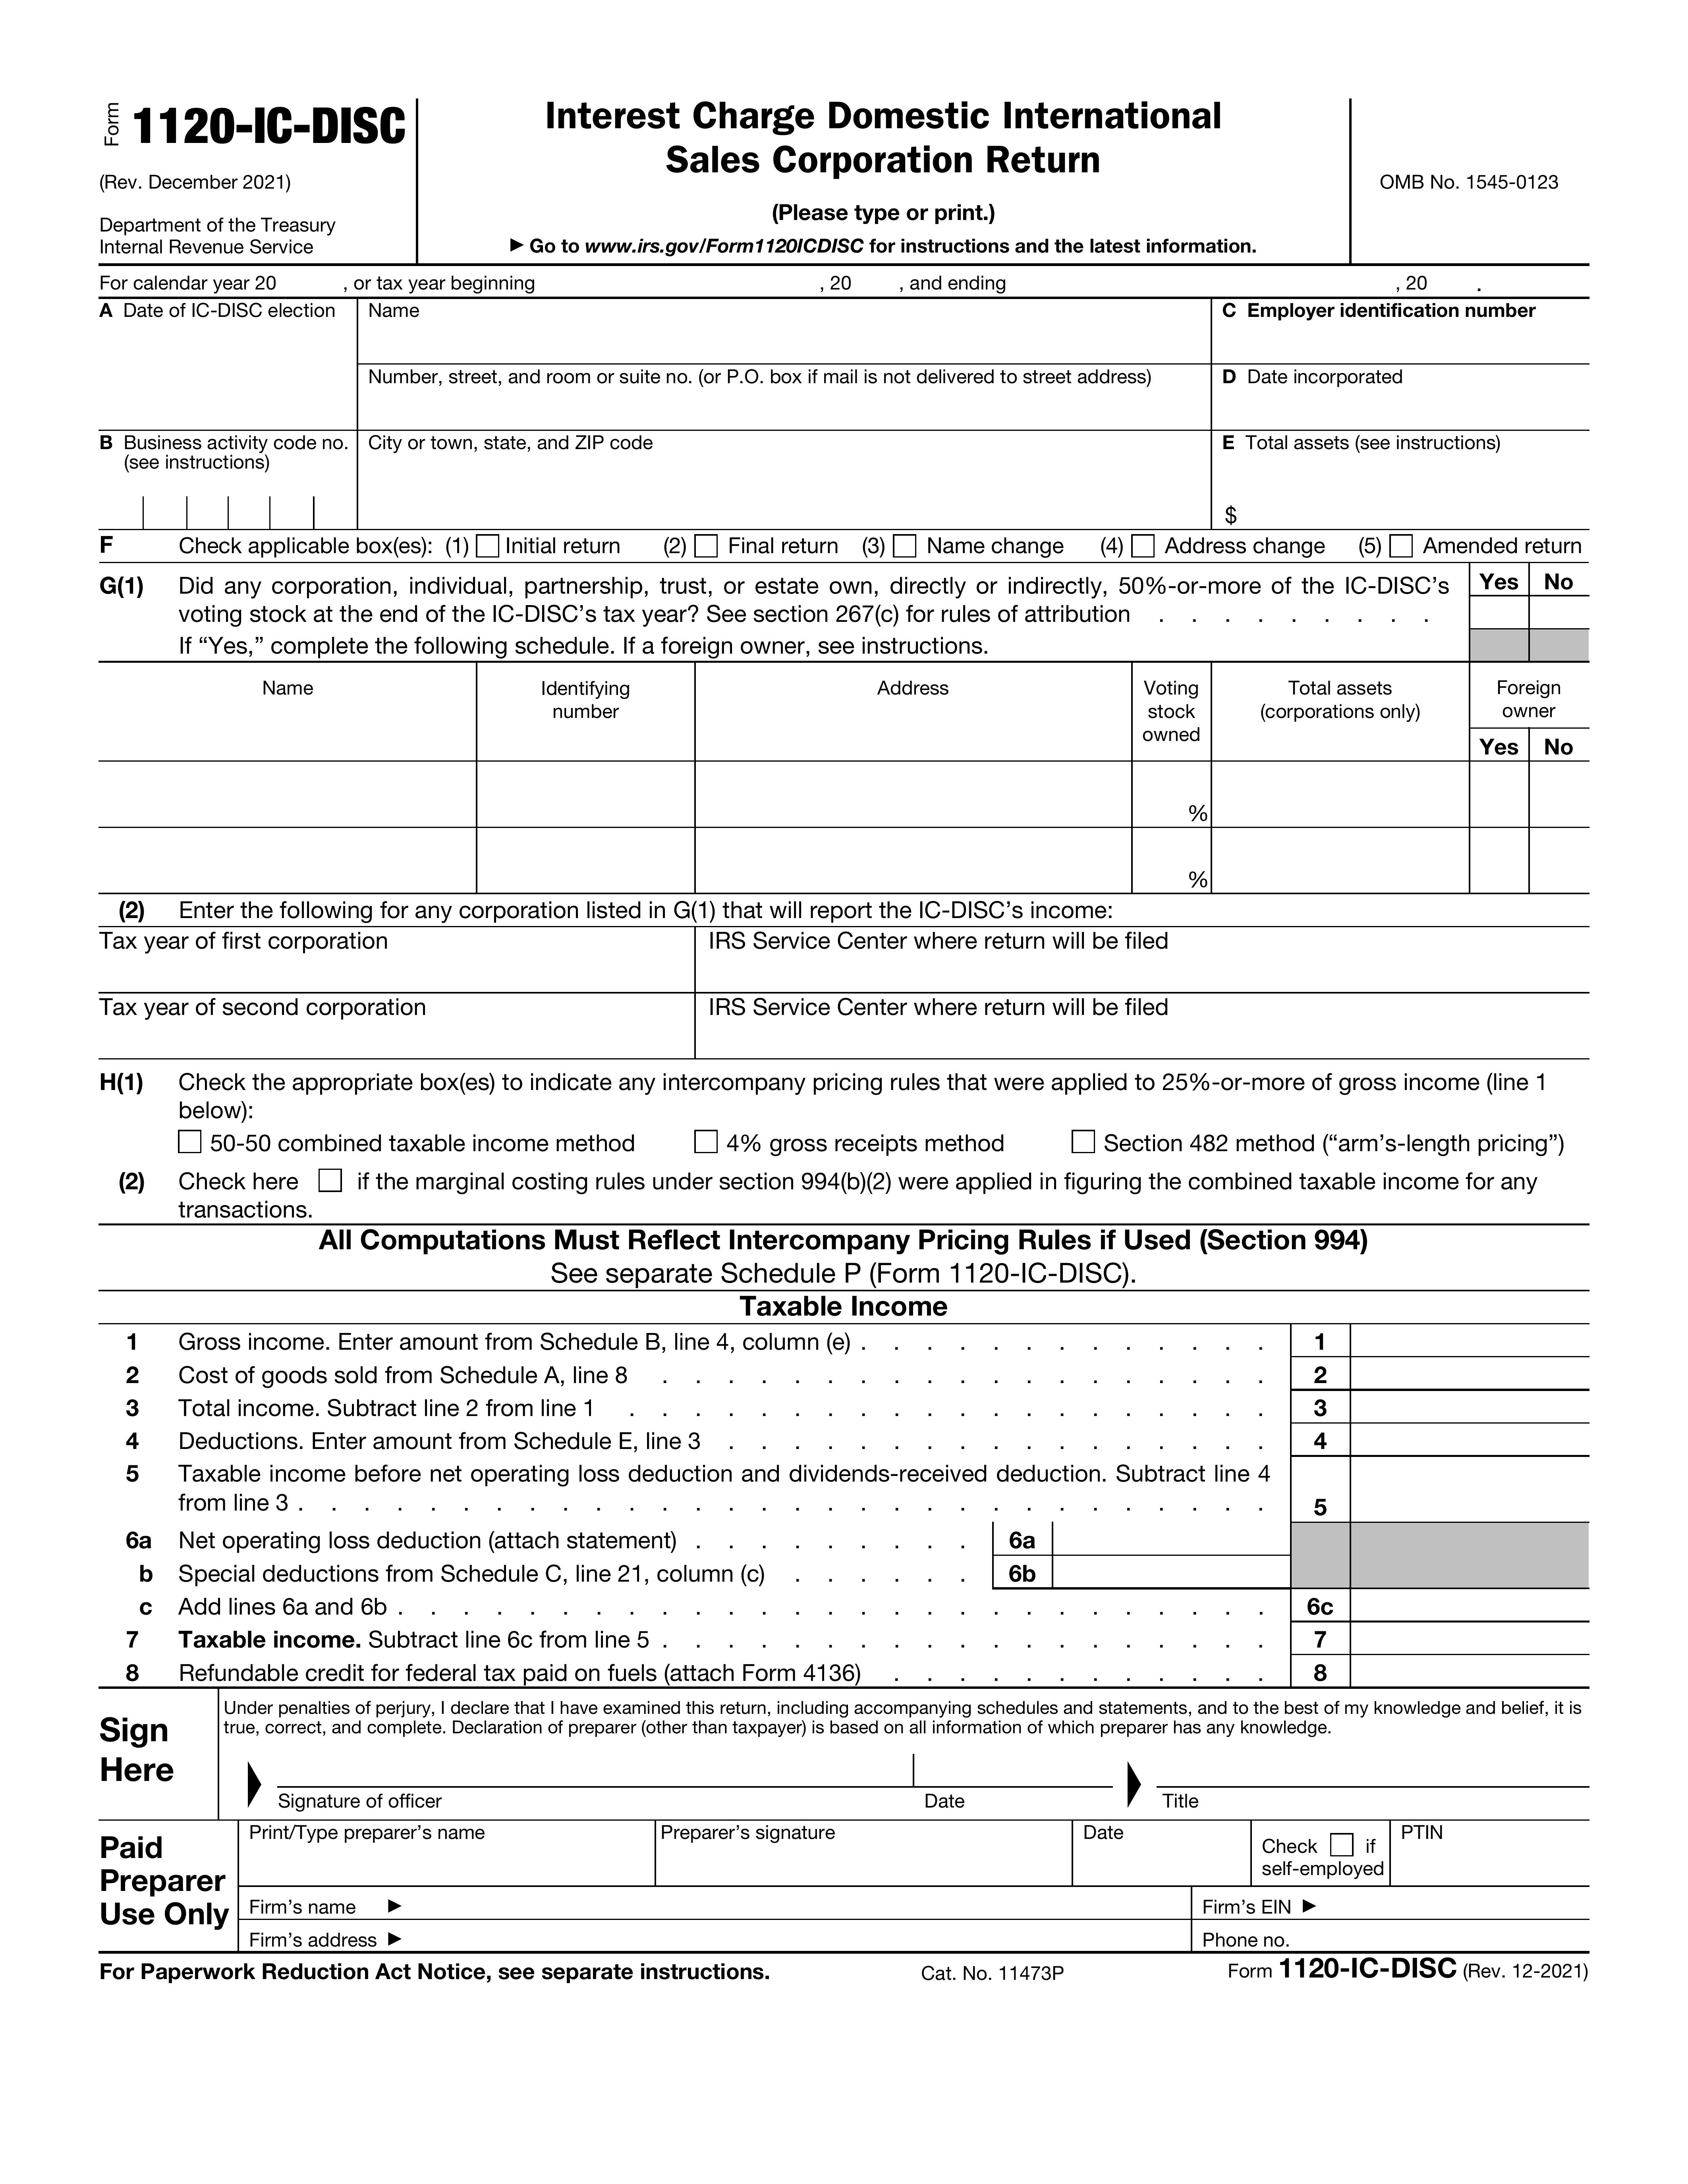 Form 1120-IC-DISC
(Rev. December 2021)
Department of the Treasury
Internal Revenue Service
Interest Charge Domestic International
Sales Corporation Return
(Please type or print.)
▶ Go to www.irs.gov/Form1120ICDISC for instructions and the latest information.
OMB No. 1545-0123
For calendar year 20 , or tax year beginning , 20 , and ending , 20 .
A Date of IC-DISC election
Name
C Employer identification number
Number, street, and room or suite no. (or P.O. box if mail is not delivered to street address)
D Date incorporated
B Business activity code no.
(see instructions)
City or town, state, and ZIP code
E Total assets (see instructions)
$
F Check applicable box(es): (1) Initial return (2) Final return (3) Name change (4) Address change (5) Amended return
G(1) Did any corporation, individual, partnership, trust, or estate own, directly or indirectly, 50%-or-more of the IC-DISC’s
voting stock at the end of the IC-DISC’s tax year? See section 267(c) for rules of attribution . . . . . . . . .
Yes No
If “Yes,” complete the following schedule. If a foreign owner, see instructions.
Name
Identifying
number
Address
Voting
stock
owned
Total assets
(corporations only)
Foreign
owner
Yes No
%
%
(2) Enter the following for any corporation listed in G(1) that will report the IC-DISC’s income:
Tax year of first corporation
IRS Service Center where return will be filed
Tax year of second corporation
IRS Service Center where return will be filed
H(1) Check the appropriate box(es) to indicate any intercompany pricing rules that were applied to 25%-or-more of gross income (line 1
below):
50-50 combined taxable income method 4% gross receipts method Section 482 method (“arm’s-length pricing”)
(2) Check here if the marginal costing rules under section 994(b)(2) were applied in figuring the combined taxable income for any
transactions.
All Computations Must Reflect Intercompany Pricing Rules if Used (Section 994)
See separate Schedule P (Form 1120-IC-DISC).
Taxable Income
1 Gross income. Enter amount from Schedule B, line 4, column (e) . . . . . . . . . . . . . 1
2 Cost of goods sold from Schedule A, line 8 . . . . . . . . . . . . . . . . . . . 2
3 Total income. Subtract line 2 from line 1 . . . . . . . . . . . . . . . . . . . . 3
4 Deductions. Enter amount from Schedule E, line 3 . . . . . . . . . . . . . . . . . 4
5 Taxable income before net operating loss deduction and dividends-received deduction. Subtract line 4
from line 3 . . . . . . . . . . . . . . . . . . . . . . . . . . . . . . 5
6a Net operating loss deduction (attach statement) . . . . . . . . . 6a
b Special deductions from Schedule C, line 21, column (c) . . . . . . 6b
c Add lines 6a and 6b . . . . . . . . . . . . . . . . . . . . . . . . . . . 6c
7 Taxable income. Subtract line 6c from line 5 . . . . . . . . . . . . . . . . . . . 7
8 Refundable credit for federal tax paid on fuels (attach Form 4136) . . . . . . . . . . . . 8
Sign
Here
Under penalties of perjury, I declare that I have examined this return, including accompanying schedules and statements, and to the best of my knowledge and belief, it is
true, correct, and complete. Declaration of preparer (other than taxpayer) is based on all information of which preparer has any knowledge.
Signature of officer
Date
Title
Paid
Preparer
Use Only
Print/Type preparer’s name
Preparer’s signature
Date
Check if
self-employed
PTIN
Firm’s name ▶
Firm’s EIN ▶
Firm’s address ▶
Phone no.
For Paperwork Reduction Act Notice, see separate instructions.
Cat. No. 11473P
Form 1120-IC-DISC (Rev. 12-2021)